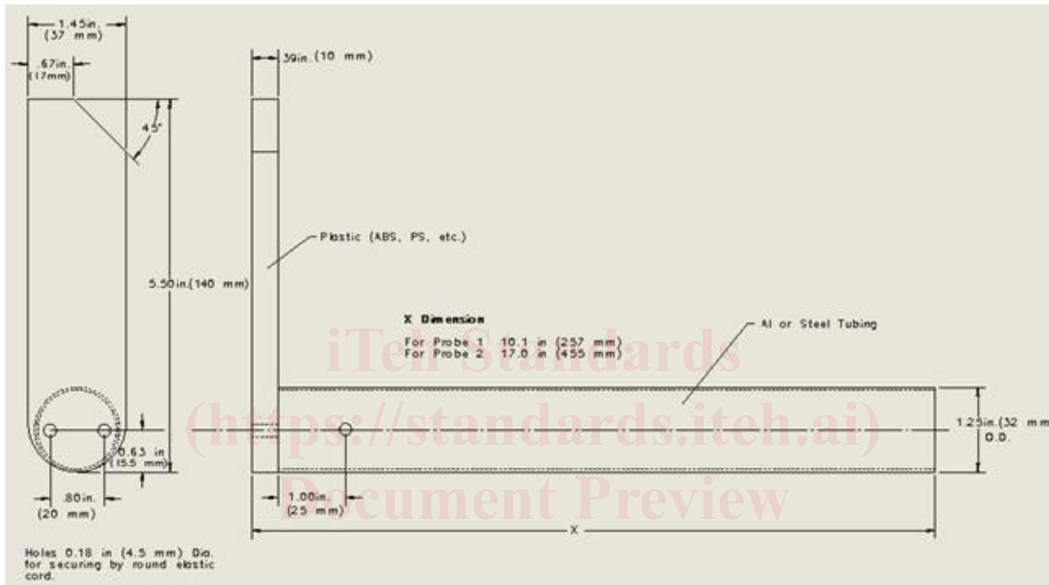 1.45in.
(37 mm)
.67in.
(17mm)
45°
.39in. (10 mm)
Plastic (ABS, PS, etc.)
5.50in.(140 mm)
X Dimension
For Probe 1 10.1 in (257 mm)
For Probe 2 17.0 in (455 mm)
Al or Steel Tubing
iTeh Standards
(https://standards.iteh.ai)
Document Preview
1.25in.(32 mm
O.D.
0.63 in
(15.5 mm)
.80in.
(20 mm)
1.00in.
(25 mm)
X
Holes 0.18 in (4.5 mm) Dia.
for securing by round elastic
cord.